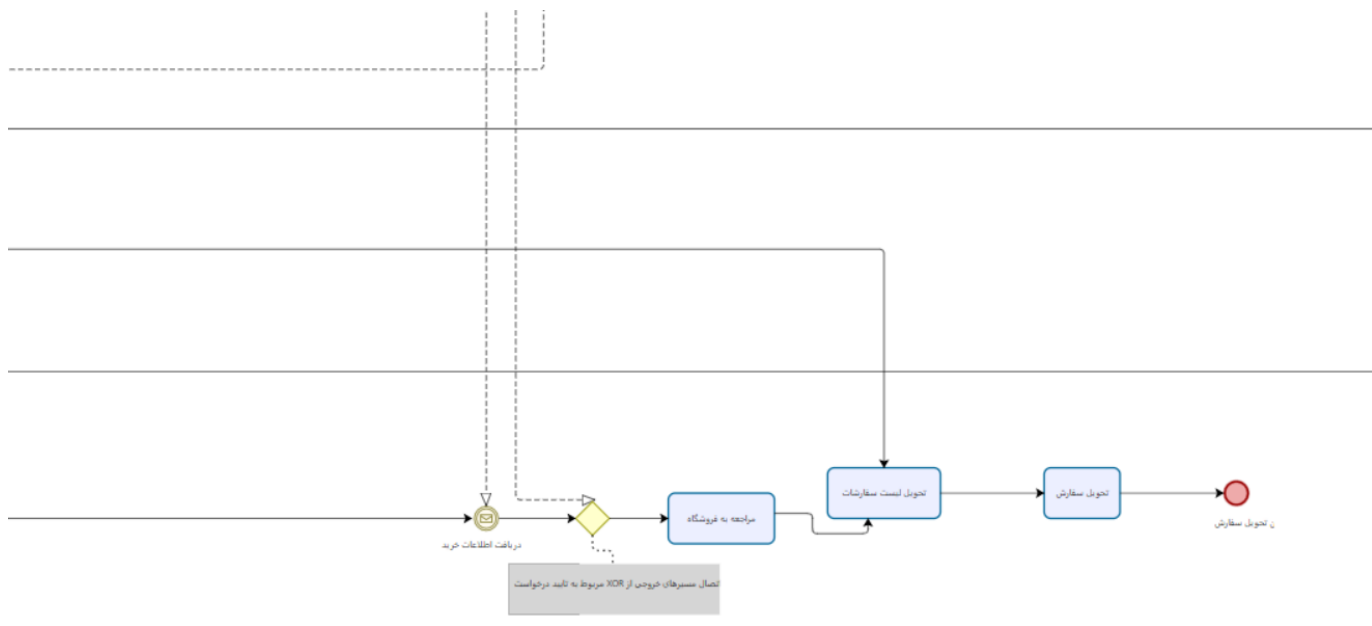 تحویل لیست سفارشات
تحویل سفارش
مراجعه به فروشگاه
ن تحویل سفارش
دریافت اطلاعات خرید
تصال مسیرهای خروجی از XOR مربوط به تایید درخواست